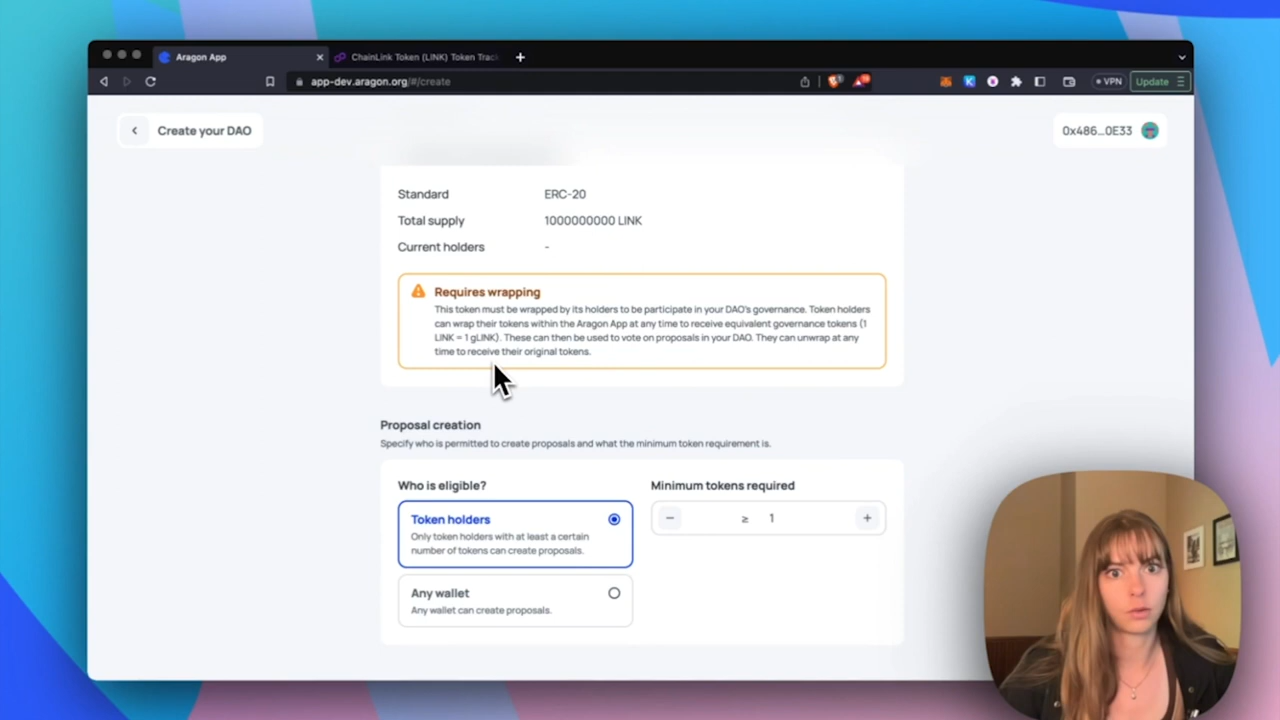 Aragon App
ChainLink Token (LINK) Token Trac
app-dev.aragon.org/#/create
VPN
Update
Create your DAO
0x486...0E33
Standard ERC-20
Total supply 1000000000 LINK
Current holders -
Requires wrapping
This token must be wrapped by its holders to be participate in your DAO's governance. Token holders
can wrap their tokens within the Aragon App at any time to receive equivalent governance tokens (1
LINK = 1 gLINK). These can then be used to vote on proposals in your DAO. They can unwrap at any
time to receive their original tokens.
Proposal creation
Specify who is permitted to create proposals and what the minimum token requirement is.
Who is eligible?
Minimum tokens required
Token holders
Only token holders with at least a certain
number of tokens can create proposals.
− ≥ 1 +
Any wallet
Any wallet can create proposals.